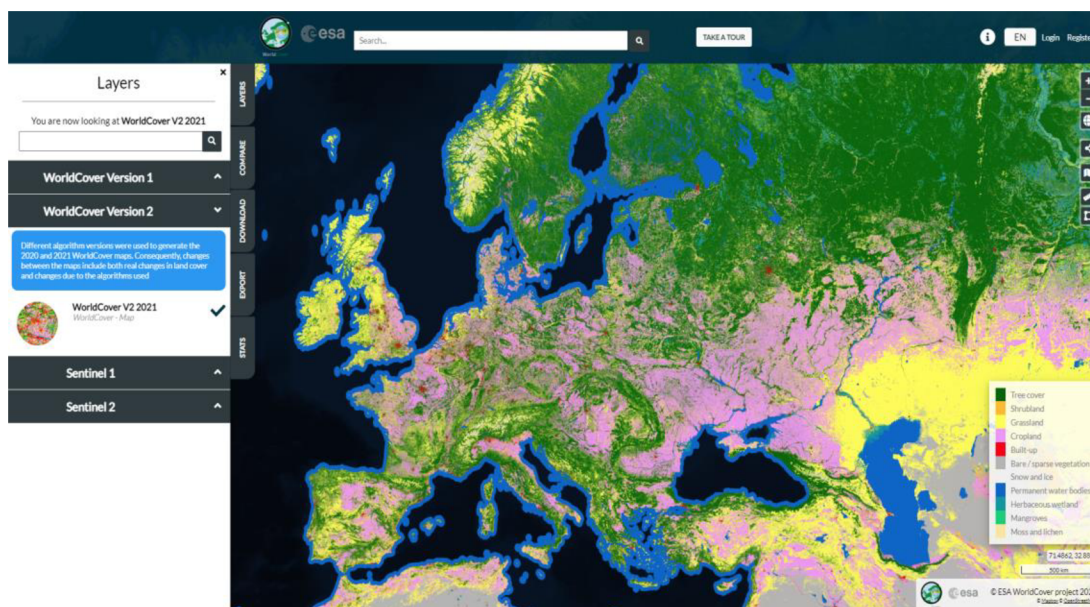 World
esa
Search...
TAKE A TOUR
EN
Login
Registe
Layers
You are now looking at WorldCover V2 2021
WorldCover Version 1
WorldCover Version 2
Different algorithm versions were used to generate the
2020 and 2021 WorldCover maps. Consequently, changes
between the maps include both real changes in land cover
and changes due to the algorithms used
WorldCover V2 2021
WorldCover - Map
Sentinel 1
Sentinel 2
LAYERS
COMPARE
DOWNLOAD
EXPORT
STATS
Tree cover
Shrubland
Grassland
Cropland
Built-up
Bare / sparse vegetation
Snow and ice
Permanent water bodies
Herbaceous wetland
Mangroves
Moss and lichen
500 km
esa
© ESA WorldCover project 20
© Mapbox © OpenStreet